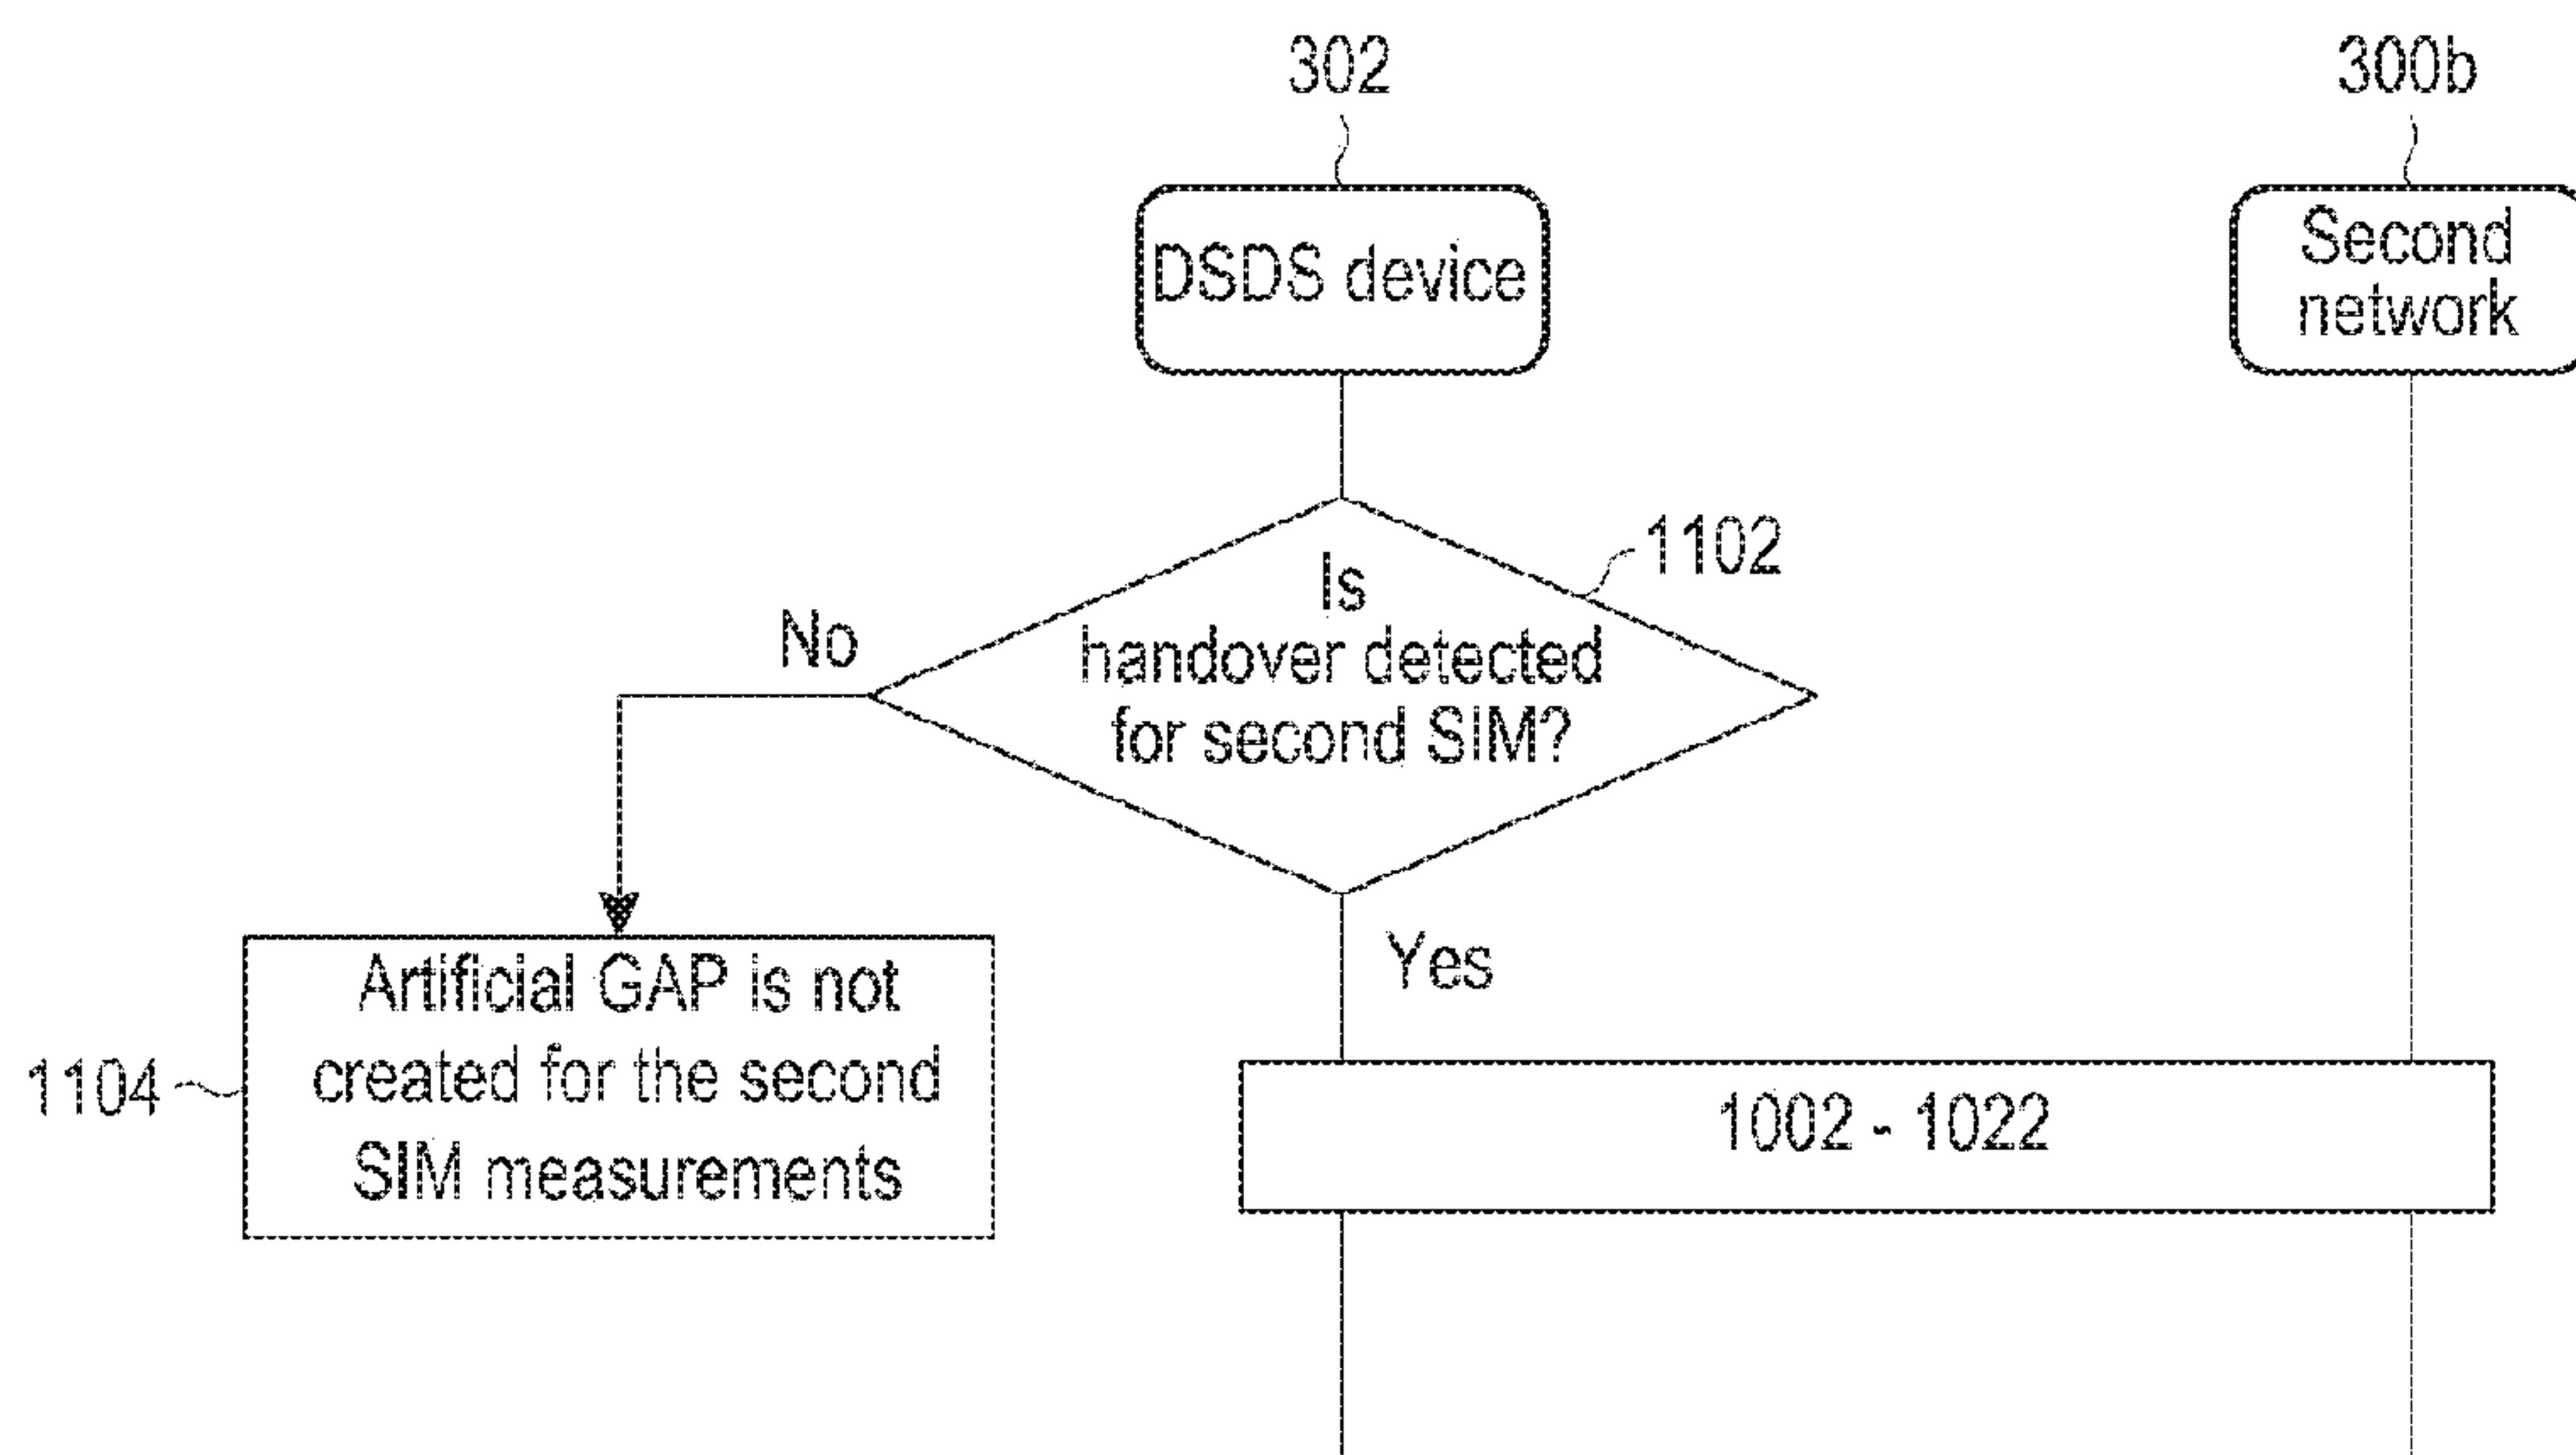 302
300b
DSDS device
Second
network
1102
Is
handover detected
for second SIM?
No
Yes
Artificial GAP is not
created for the second
SIM measurements
1104
1002 - 1022